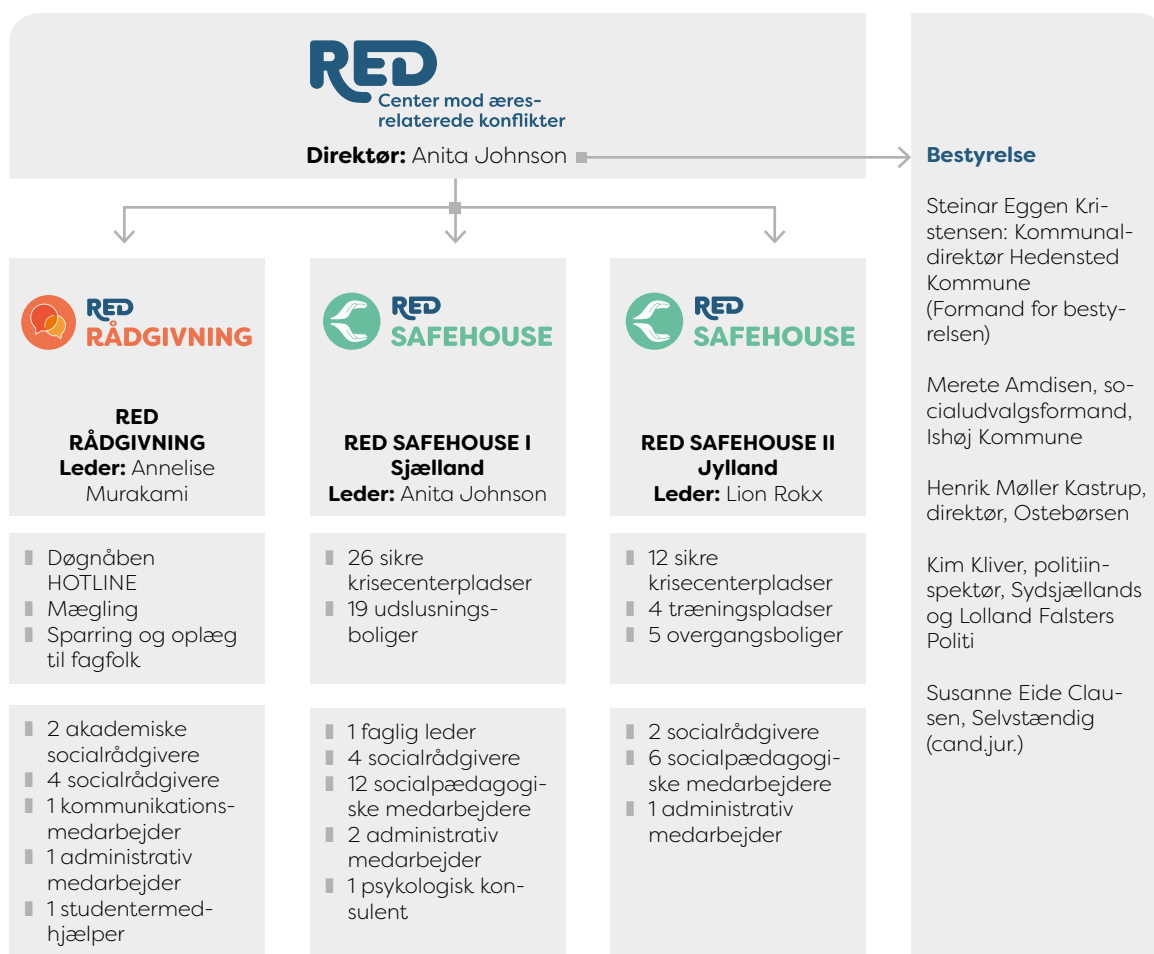 RED
Center mod æres-
relaterede konflikter
Direktør: Anita Johnson
RED
RÅDGIVNING
RED
RÅDGIVNING
Leder: Annelise
Murakami
Døgnåben
HOTLINE
Mægling
Sparring og oplæg
til fagfolk
2 akademiske
socialrådgivere
4 socialrådgivere
1 kommunikations-
medarbejder
1 administrativ
medarbejder
1 studentermed-
hjælper
RED
SAFEHOUSE
RED SAFEHOUSE I
Sjælland
Leder: Anita Johnson
26 sikre
krisecenterpladser
19 udslusnings-
boliger
1 faglig leder
4 socialrådgivere
12 socialpædagogi-
ske medarbejdere
2 administrativ
medarbejder
1 psykologisk kon-
sulent
RED
SAFEHOUSE
RED SAFEHOUSE II
Jylland
Leder: Lion Rokx
12 sikre
krisecenterpladser
4 træningspladser
5 overgangsboliger
2 socialrådgivere
6 socialpædagogi-
ske medarbejdere
1 administrativ
medarbejder
Bestyrelse
Steinar Eggen Kri-
stensen: Kommunal-
direktør Hedensted
Kommune
(Formand for besty-
relsen)
Merete Amdisen, so-
cialudvalgsformand,
Ishøj Kommune
Henrik Møller Kastrup,
direktør, Ostebørsen
Kim Kliver, politiin-
spektør, Sydsjællands
og Lolland Falsters
Politi
Susanne Eide Clau-
sen, Selvstændig
(cand.jur.)